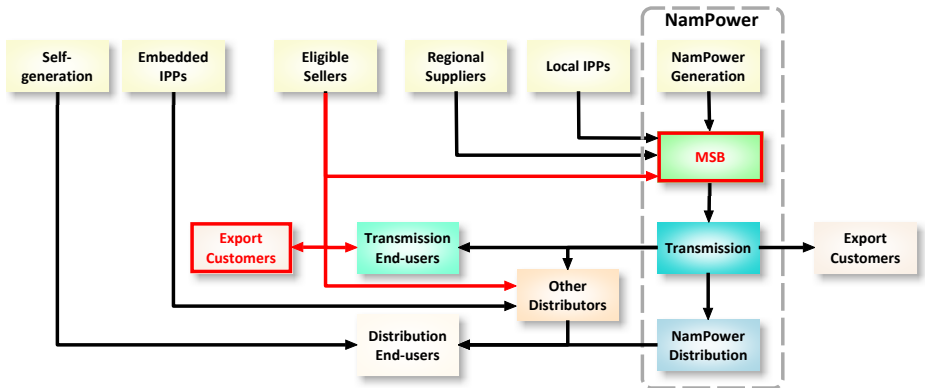 NamPower
Self-
generation
Embedded
IPPs
Eligible
Sellers
Regional
Suppliers
Local IPPs
NamPower
Generation
MSB
Export
Customers
Transmission
End-users
Transmission
Export
Customers
Other
Distributors
Distribution
End-users
NamPower
Distribution